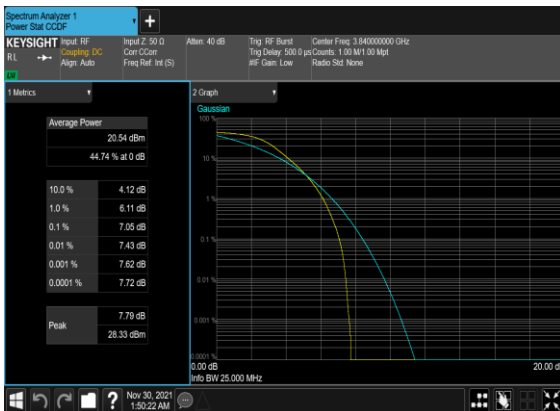 Spectrum Analyzer 1
Power Stat CCDF
+
KEYSIGHT Input: RF Input Z: 50 Ω Atten: 40 dB Trig: RF Burst Center Freq: 3.840000000 GHz
RL Coupling: DC Corr CCorr Trig Delay: 500.0 µs Counts: 1.00 M/1.00 Mpt
Align: Auto Freq Ref: Int (S) #IF Gain: Low Radio Std: None
1 Metrics
Average Power
20.54 dBm
44.74 % at 0 dB
10.0 % 4.12 dB
1.0 % 6.11 dB
0.1 % 7.05 dB
0.01 % 7.43 dB
0.001 % 7.62 dB
0.0001 % 7.72 dB
Peak 7.79 dB
28.33 dBm
2 Graph
Gaussian
100 %
10 %
1 %
0.1 %
0.01 %
0.001 %
0.0001 %
0.00 dB 20.00 d
Info BW 25.000 MHz
? Nov 30, 2021
1:50:22 AM